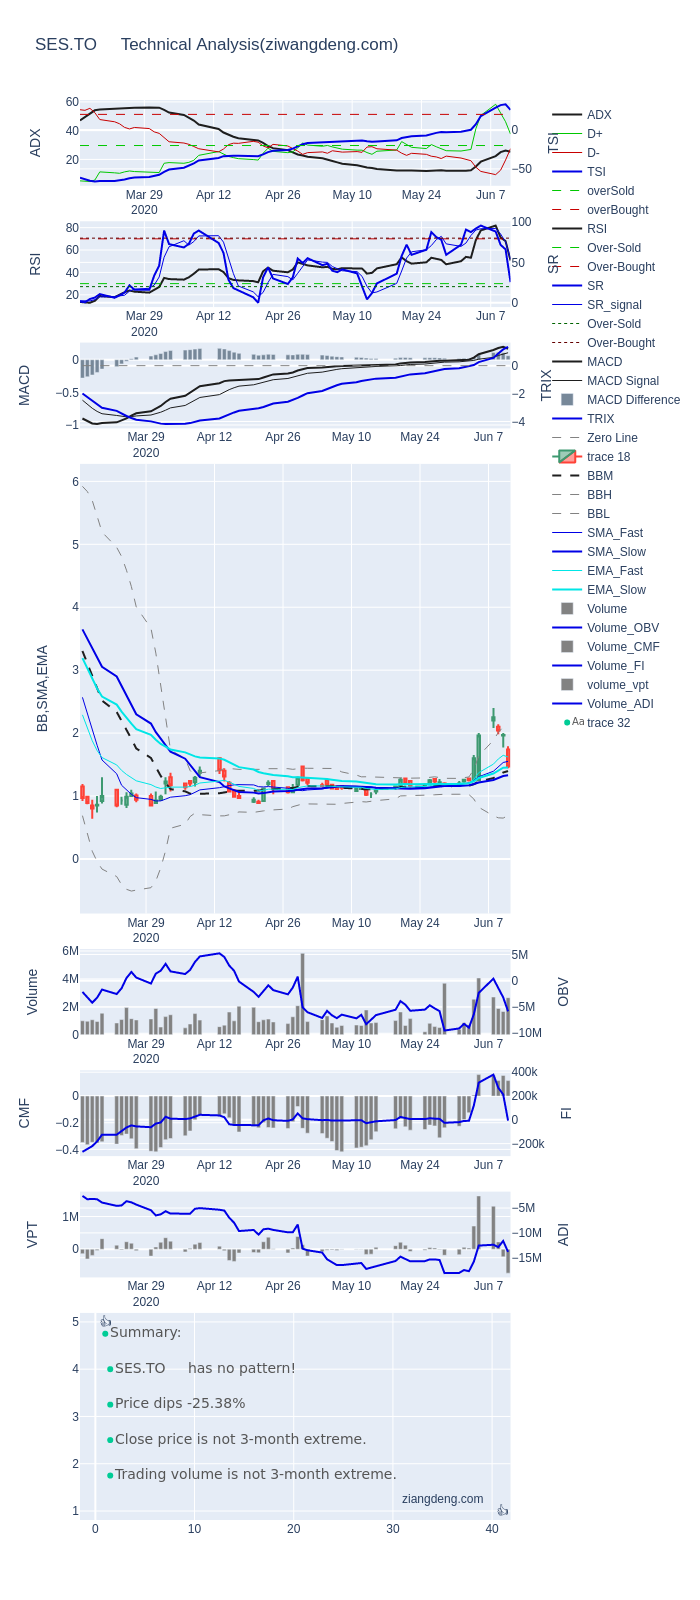 SES.TO Technical Analysis(ziwangdeng.com)
60
40
20
0
−50
ADX
TSI
Mar 29
2020
Apr 12
Apr 26
May 10
May 24
Jun 7
80
60
40
20
100
50
0
RSI
SR
Mar 29
2020
Apr 12
Apr 26
May 10
May 24
Jun 7
0
−0.5
−1
0
−2
−4
MACD
TRIX
Mar 29
2020
Apr 12
Apr 26
May 10
May 24
Jun 7
6
5
4
3
2
1
0
BB,SMA,EMA
Mar 29
2020
Apr 12
Apr 26
May 10
May 24
Jun 7
6M
4M
2M
0
5M
0
−5M
−10M
Volume
OBV
Mar 29
2020
Apr 12
Apr 26
May 10
May 24
Jun 7
0
−0.2
−0.4
400k
200k
0
−200k
CMF
FI
Mar 29
2020
Apr 12
Apr 26
May 10
May 24
Jun 7
1M
0
−5M
−10M
−15M
VPT
ADI
Mar 29
2020
Apr 12
Apr 26
May 10
May 24
Jun 7
5
4
3
2
1
0
10
20
30
40
👍
Summary:
SES.TO has no pattern!
Price dips -25.38%
Close price is not 3-month extreme.
Trading volume is not 3-month extreme.
ziangdeng.com
👍
ADX
D+
D-
TSI
overSold
overBought
RSI
Over-Sold
Over-Bought
SR
SR_signal
Over-Sold
Over-Bought
MACD
MACD Signal
MACD Difference
TRIX
Zero Line
trace 18
BBM
BBH
BBL
SMA_Fast
SMA_Slow
EMA_Fast
EMA_Slow
Volume
Volume_OBV
Volume_CMF
Volume_FI
volume_vpt
Volume_ADI
Aa trace 32